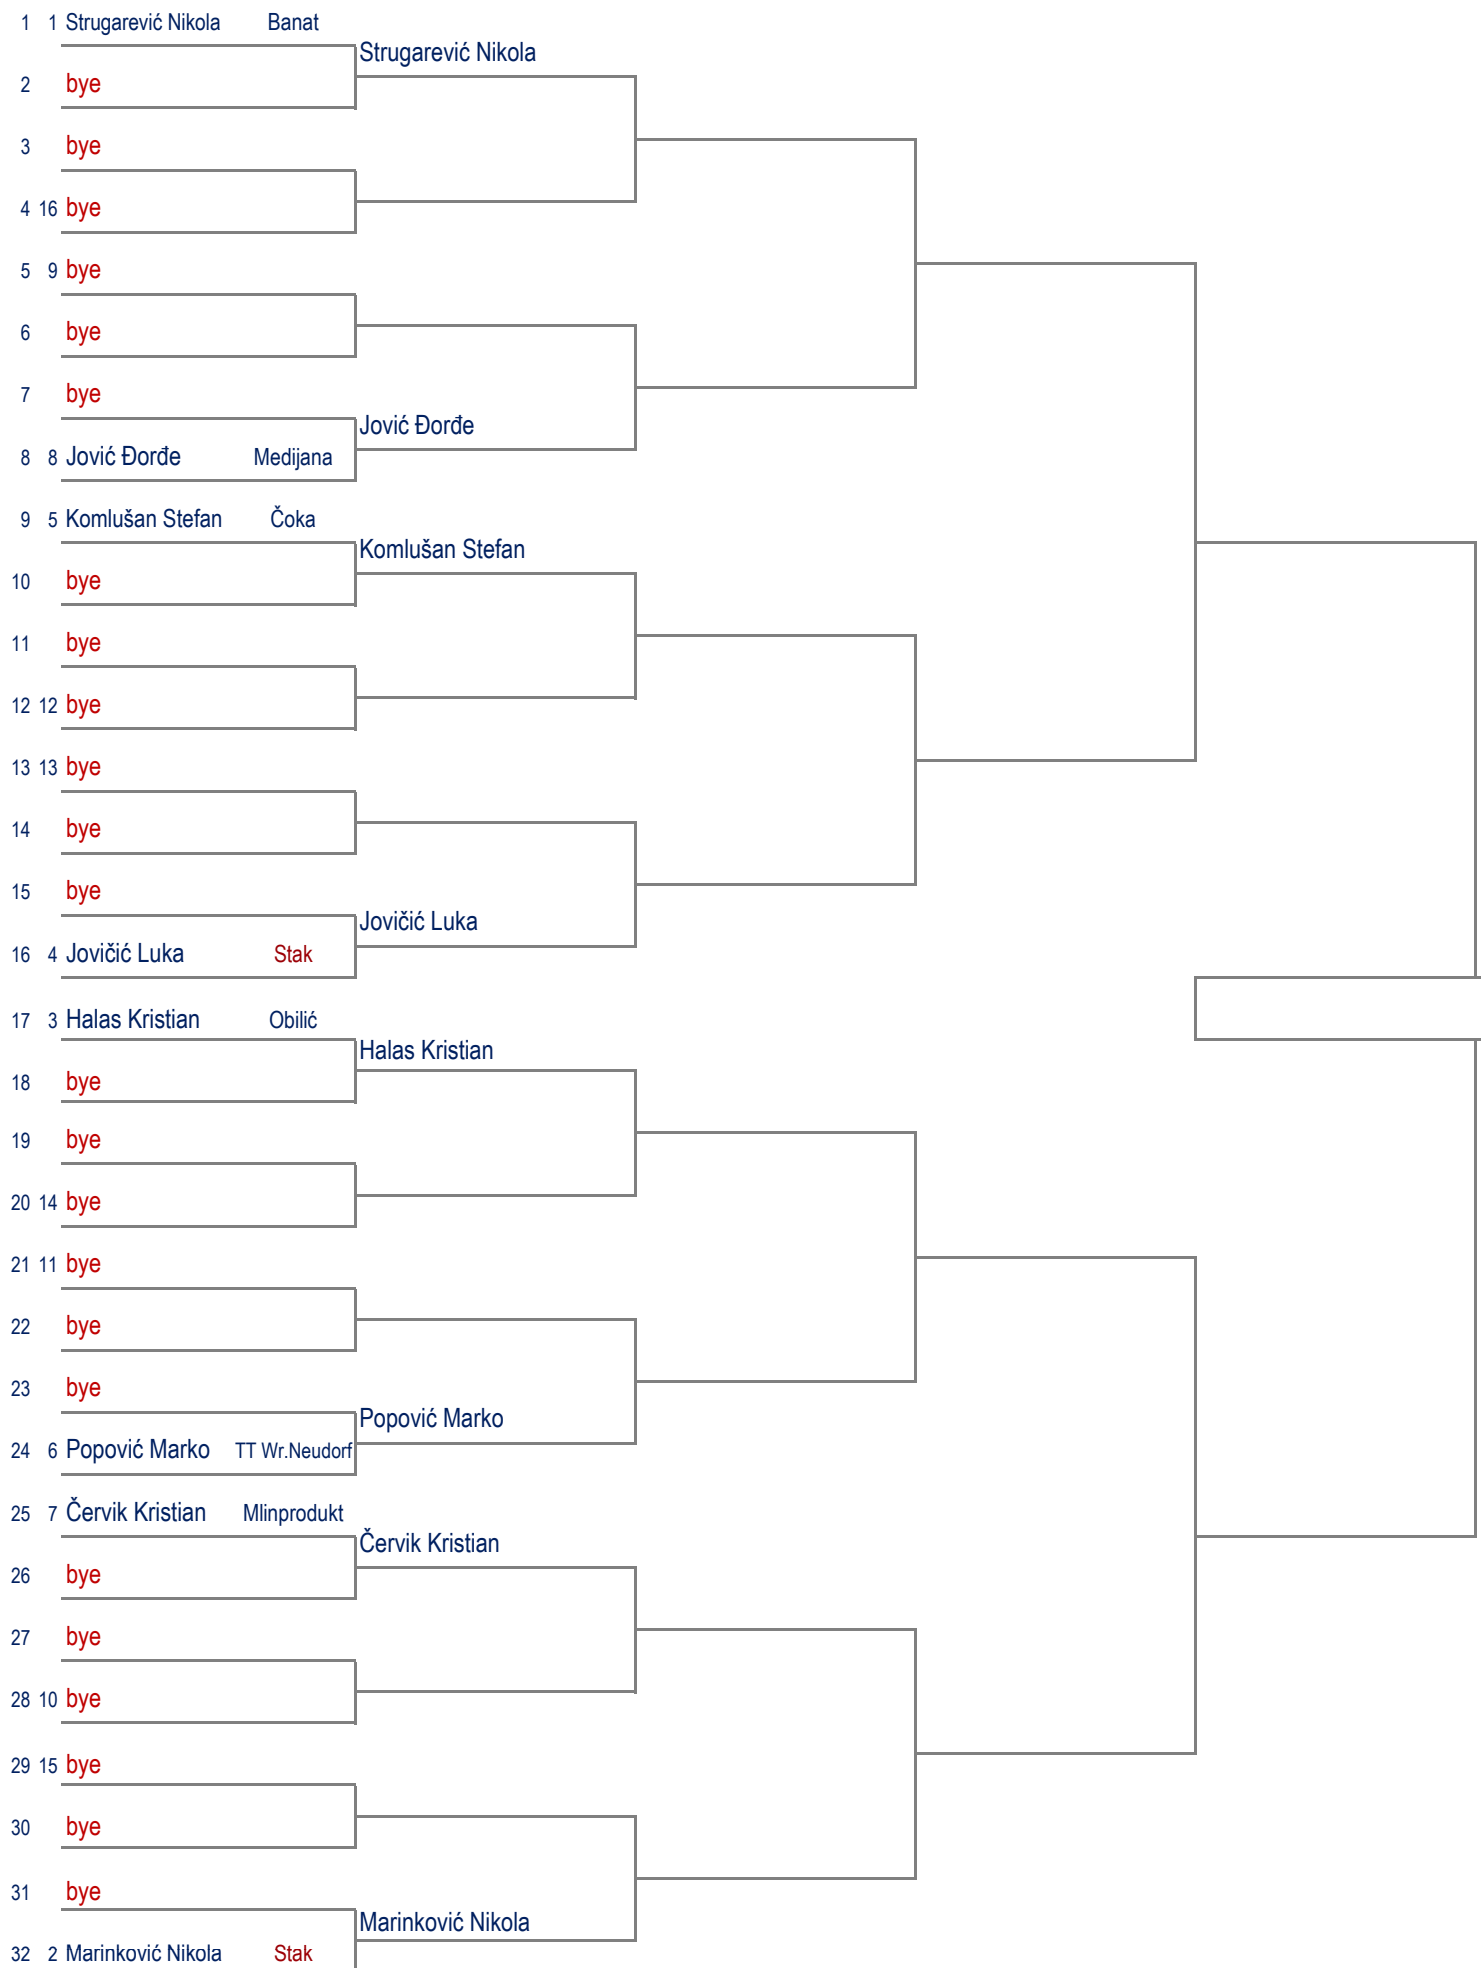 1 1 Strugarević Nikola Banat
Strugarević Nikola
2 bye
3 bye
4 16 bye
5 9 bye
6 bye
7 bye
Jović Đorđe
8 8 Jović Đorđe Medijana
9 5 Komlušan Stefan Čoka
Komlušan Stefan
10 bye
11 bye
12 12 bye
13 13 bye
14 bye
15 bye
Jovičić Luka
16 4 Jovičić Luka Stak
17 3 Halas Kristian Obilić
Halas Kristian
18 bye
19 bye
20 14 bye
21 11 bye
22 bye
23 bye
Popović Marko
24 6 Popović Marko TT Wr.Neudorf
25 7 Červik Kristian Mlinprodukt
Červik Kristian
26 bye
27 bye
28 10 bye
29 15 bye
30 bye
31 bye
Marinković Nikola
32 2 Marinković Nikola Stak